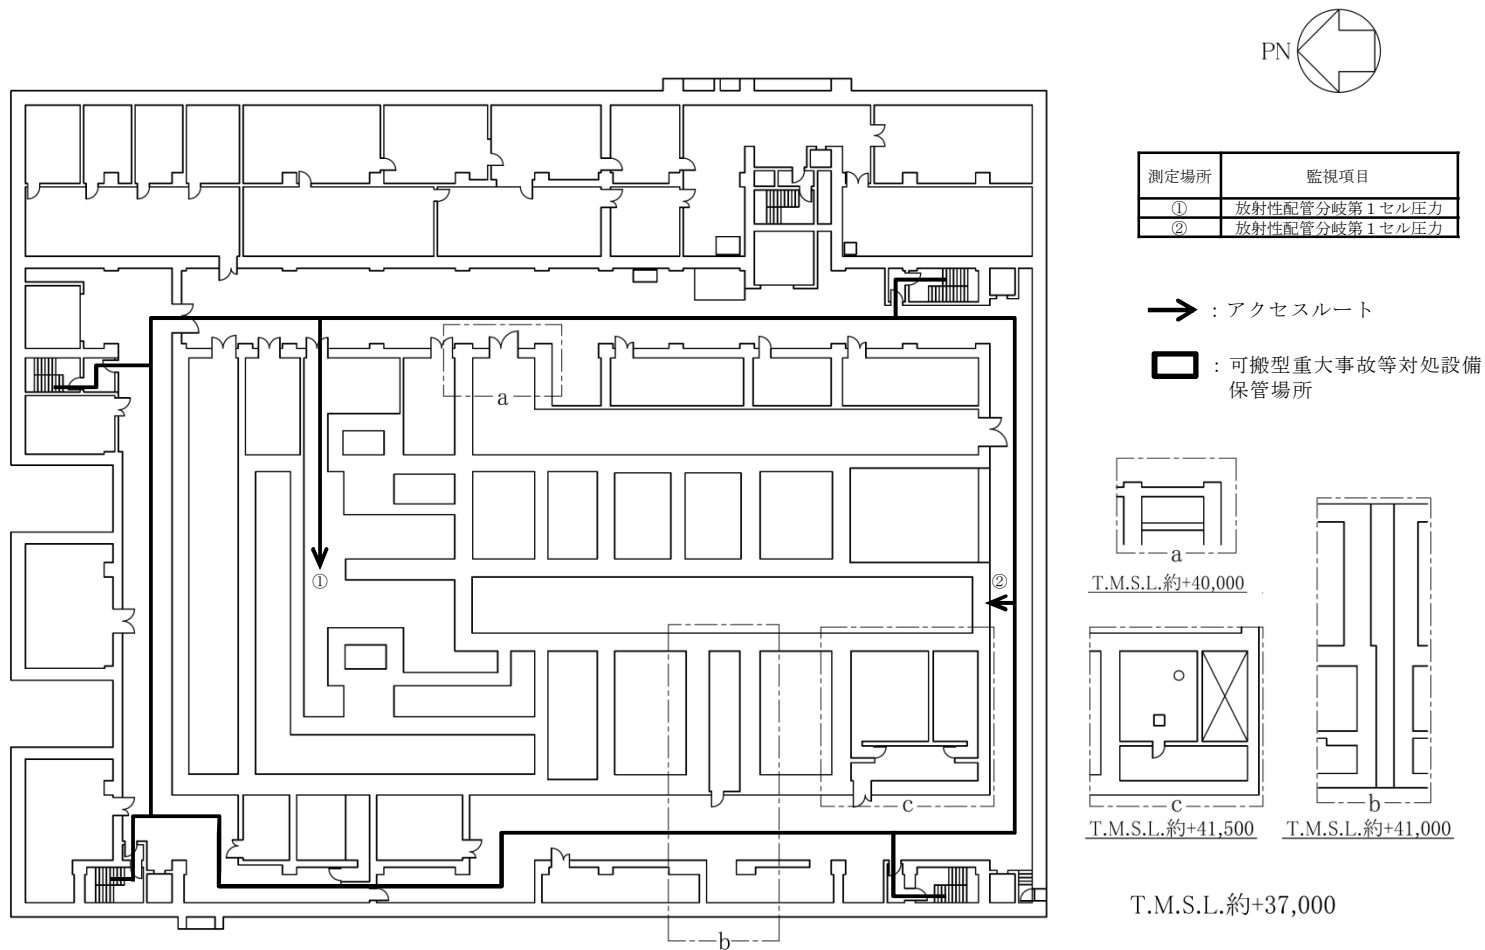 PN
測定場所 監視項目
① 放射性配管分岐第1セル圧力
② 放射性配管分岐第1セル圧力
：アクセスルート
：可搬型重大事故等対処設備
保管場所
a
①
②
c
b
a
T.M.S.L.約+40,000
c
T.M.S.L.約+41,500
b
T.M.S.L.約+41,000
T.M.S.L.約+37,000